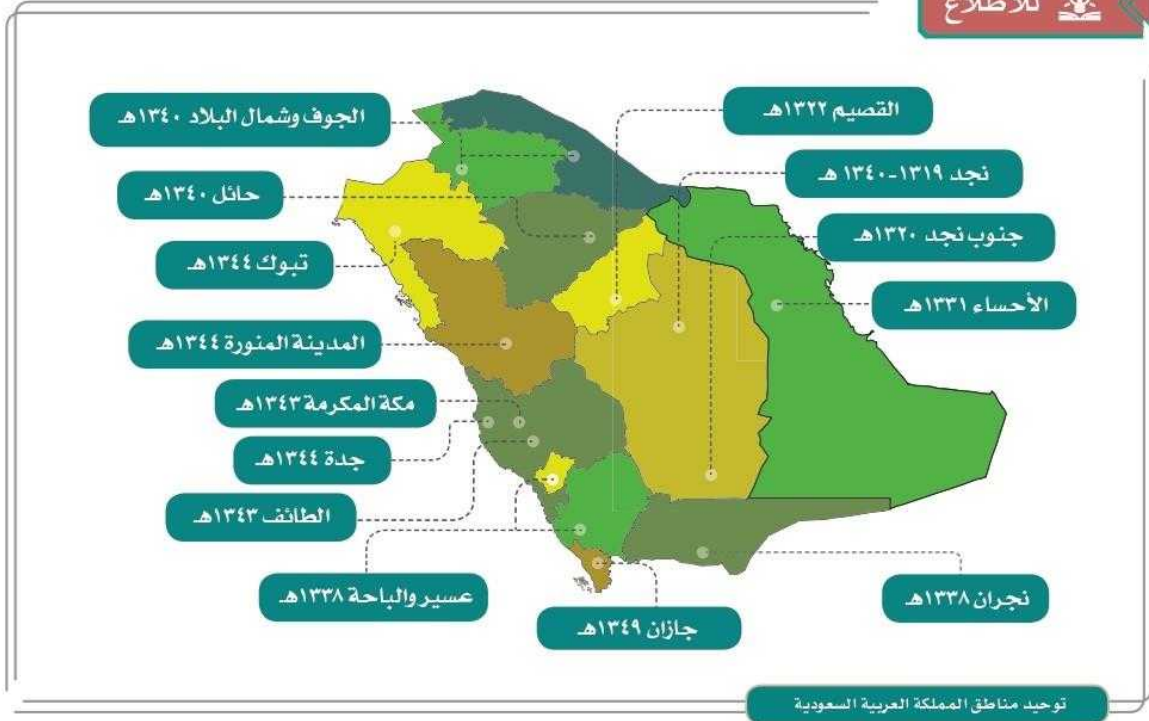 للاطلاع
الجوف وشمال البلاد ١٣٤٠هـ
القصيم ١٣٢٢هـ
نجد ١٣١٩-١٣٤٠ هـ
حائل ١٣٤٠هـ
جنوب نجد ١٣٢٠هـ
تبوك ١٣٤٤هـ
الأحساء ١٣٣١هـ
المدينة المنورة ١٣٤٤هـ
مكة المكرمة ١٣٤٣هـ
جدة ١٣٤٤هـ
الطائف ١٣٤٣هـ
عسير والباحة ١٣٣٨هـ
نجران ١٣٣٨هـ
جازان ١٣٤٩هـ
توحيد مناطق المملكة العربية السعودية